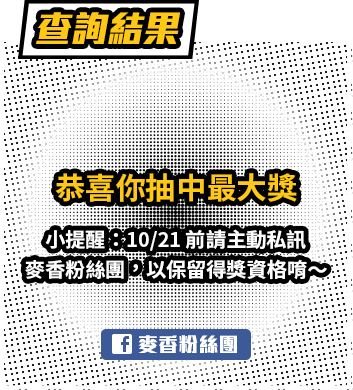 查詢結果
恭喜你抽中最大獎
小提醒：10/21 前請主動私訊
麥香粉絲團，以保留得獎資格唷～
f 麥香粉絲團